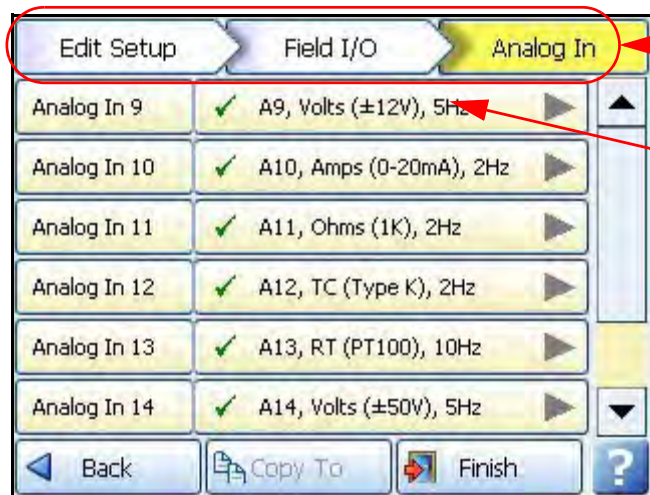 Edit Setup Field I/O Analog In
Analog In 9 A9, Volts (±12V), 5Hz
Analog In 10 A10, Amps (0-20mA), 2Hz
Analog In 11 A11, Ohms (1K), 2Hz
Analog In 12 A12, TC (Type K), 2Hz
Analog In 13 A13, RT (PT100), 10Hz
Analog In 14 A14, Volts (±50V), 5Hz
Back Copy To Finish ?